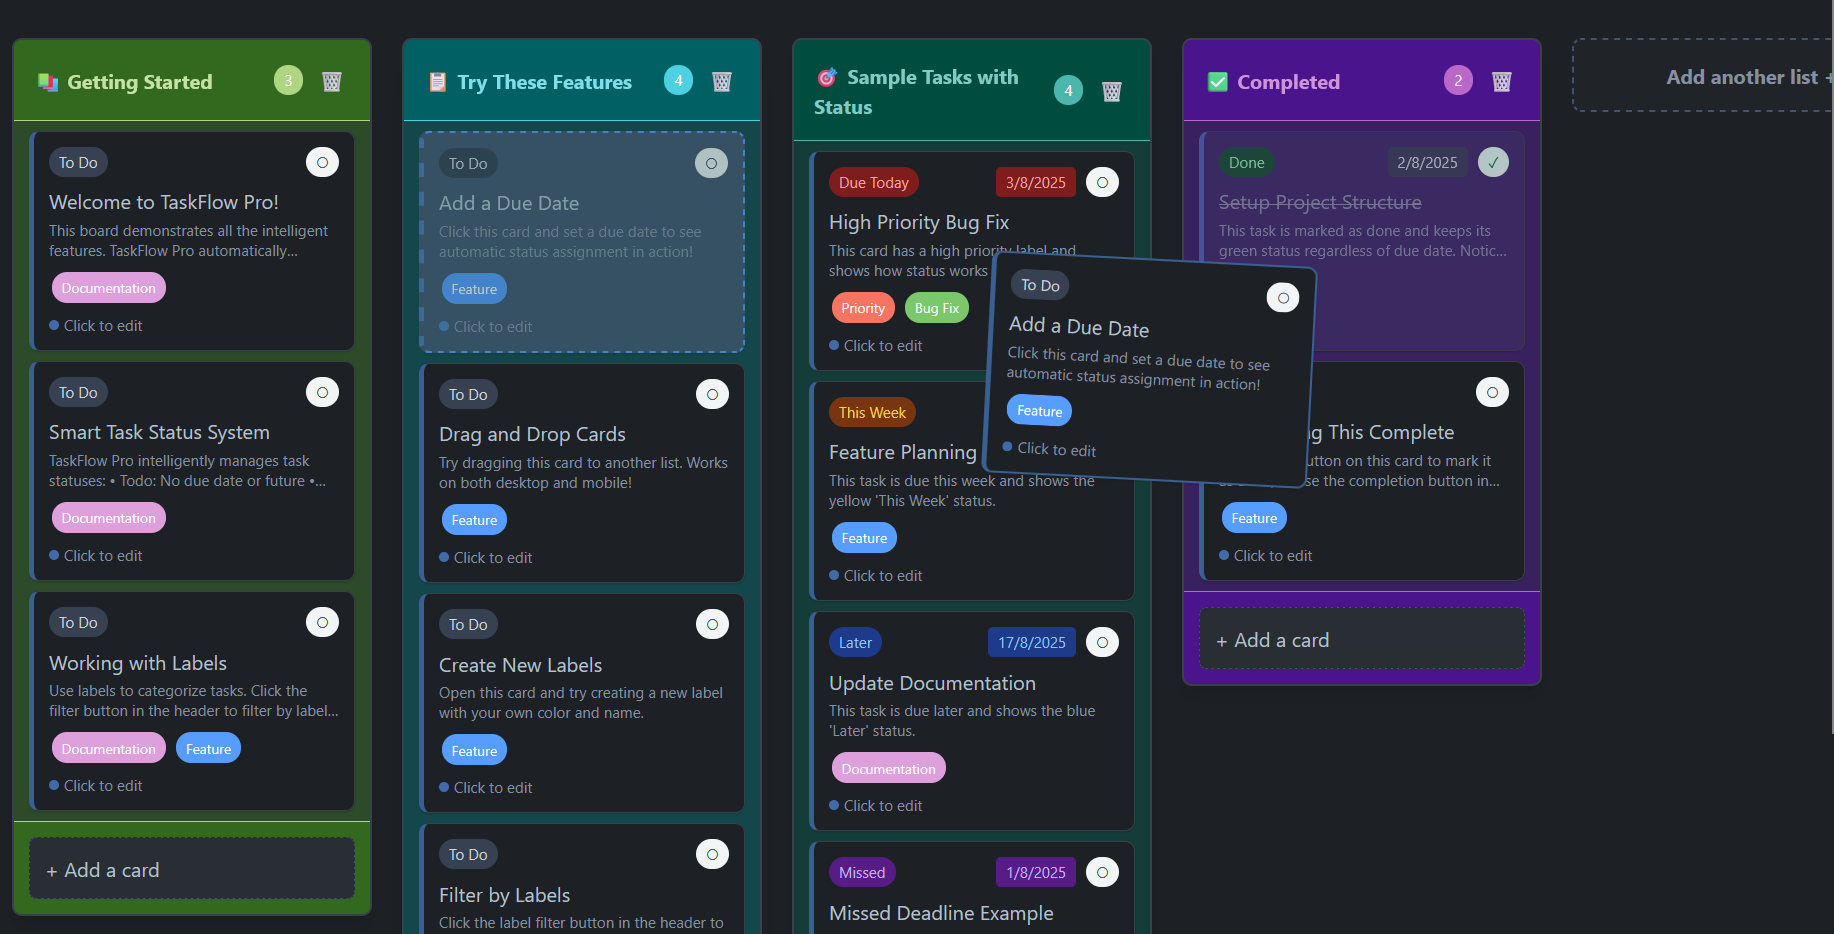 Getting Started
3
To Do
Welcome to TaskFlow Pro!
This board demonstrates all the intelligent
features. TaskFlow Pro automatically...
Documentation
Click to edit
To Do
Smart Task Status System
TaskFlow Pro intelligently manages task
statuses: • Todo: No due date or future •...
Documentation
Click to edit
To Do
Working with Labels
Use labels to categorize tasks. Click the
filter button in the header to filter by label...
Documentation Feature
Click to edit
+ Add a card
Try These Features
4
To Do
Add a Due Date
Click this card and set a due date to see
automatic status assignment in action!
Feature
Click to edit
To Do
Drag and Drop Cards
Try dragging this card to another list. Works
on both desktop and mobile!
Feature
Click to edit
To Do
Create New Labels
Open this card and try creating a new label
with your own color and name.
Feature
Click to edit
To Do
Filter by Labels
Click the label filter button in the header to
Sample Tasks with
Status
4
Due Today 3/8/2025
High Priority Bug Fix
This card has a high priority label and
shows how status works
Priority Bug Fix
Click to edit
This Week
Feature Planning
This task is due this week and shows the
yellow 'This Week' status.
Feature
Click to edit
Later 17/8/2025
Update Documentation
This task is due later and shows the blue
'Later' status.
Documentation
Click to edit
Missed 1/8/2025
Missed Deadline Example
To Do
Add a Due Date
Click this card and set a due date to see
automatic status assignment in action!
Feature
Click to edit
Completed
2
Done 2/8/2025
Setup Project Structure
This task is marked as done and keeps its
green status regardless of due date. Notic...
This Complete
on this card to mark it
the completion button in...
Feature
Click to edit
+ Add a card
Add another list +